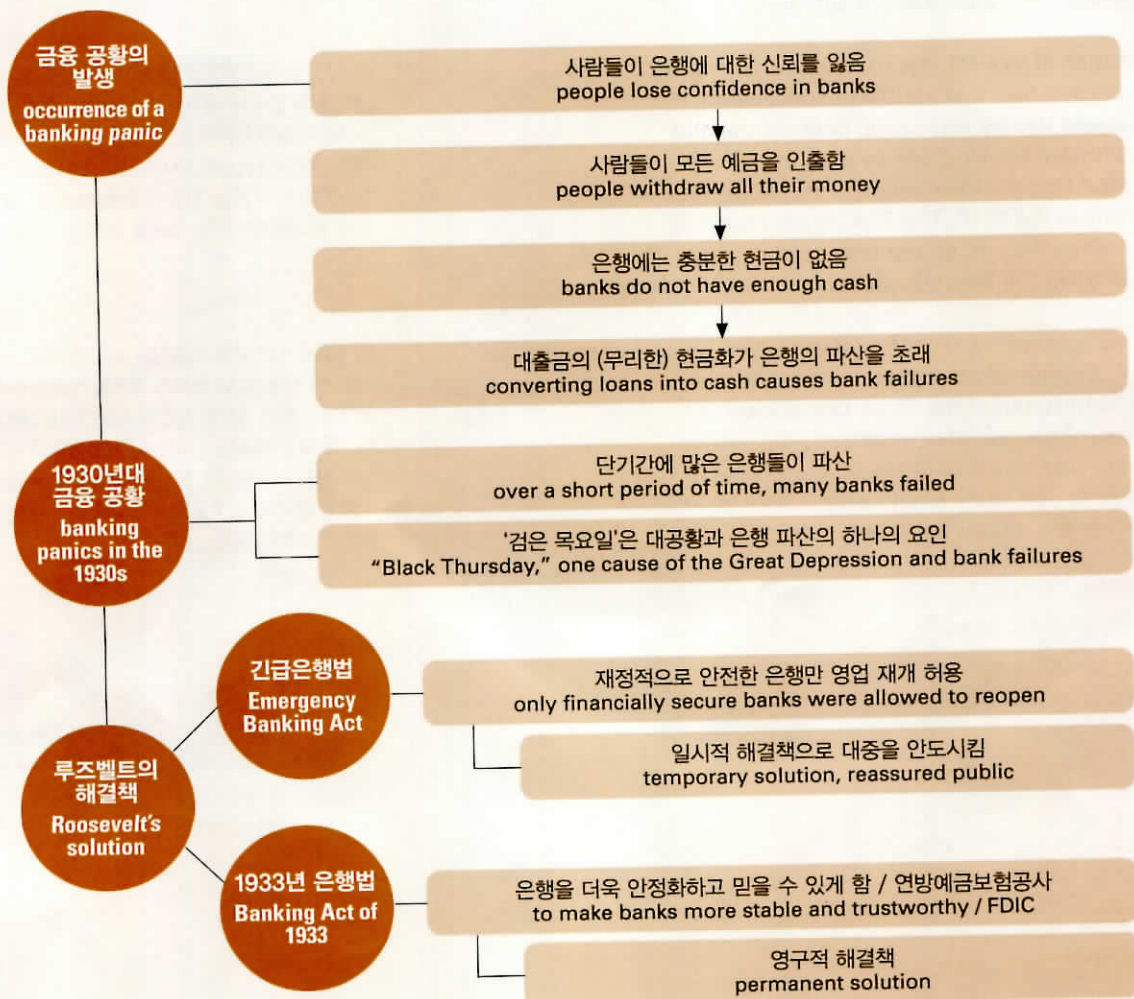 금융 공황의
발생
occurrence of a
banking panic
사람들이 은행에 대한 신뢰를 잃음
people lose confidence in banks
사람들이 모든 예금을 인출함
people withdraw all their money
은행에는 충분한 현금이 없음
banks do not have enough cash
대출금의 (무리한) 현금화가 은행의 파산을 초래
converting loans into cash causes bank failures
1930년대
금융 공황
banking
panics in the
1930s
단기간에 많은 은행들이 파산
over a short period of time, many banks failed
'검은 목요일'은 대공황과 은행 파산의 하나의 요인
“Black Thursday,” one cause of the Great Depression and bank failures
루즈벨트의
해결책
Roosevelt's
solution
긴급은행법
Emergency
Banking Act
재정적으로 안전한 은행만 영업 재개 허용
only financially secure banks were allowed to reopen
일시적 해결책으로 대중을 안도시킴
temporary solution, reassured public
1933년 은행법
Banking Act of
1933
은행을 더욱 안정화하고 믿을 수 있게 함 / 연방예금보험공사
to make banks more stable and trustworthy / FDIC
영구적 해결책
permanent solution